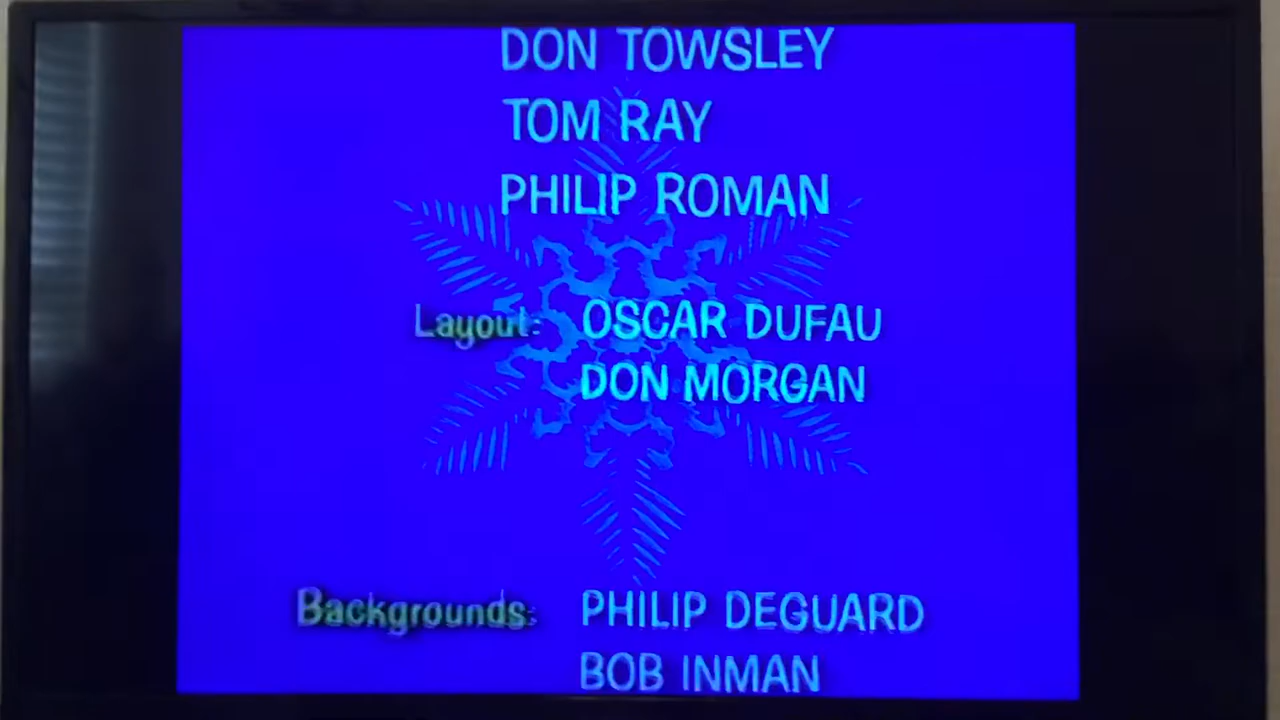 DON TOWSLEY
TOM RAY
PHILIP ROMAN
Layout: OSCAR DUFAU
DON MORGAN
Backgrounds: PHILIP DEGUARD
BOB INMAN